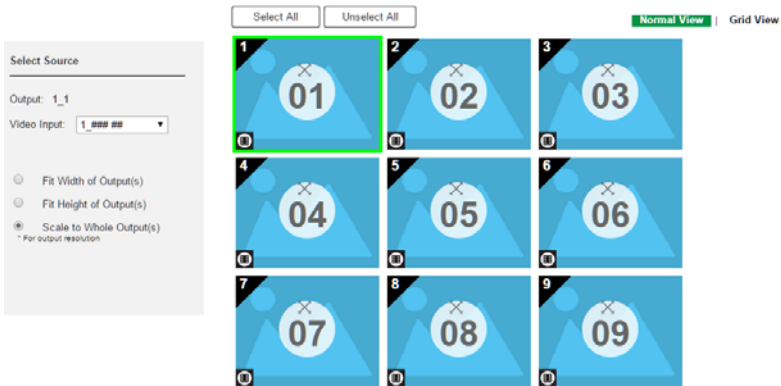 Select All
Unselect All
Normal View | Grid View
Select Source
Output: 1_1
Video Input: 1_### ##
Fit Width of Output(s)
Fit Height of Output(s)
Scale to Whole Output(s)
* For output resolution
1
01
2
02
3
03
4
04
5
05
6
06
7
07
8
08
9
09